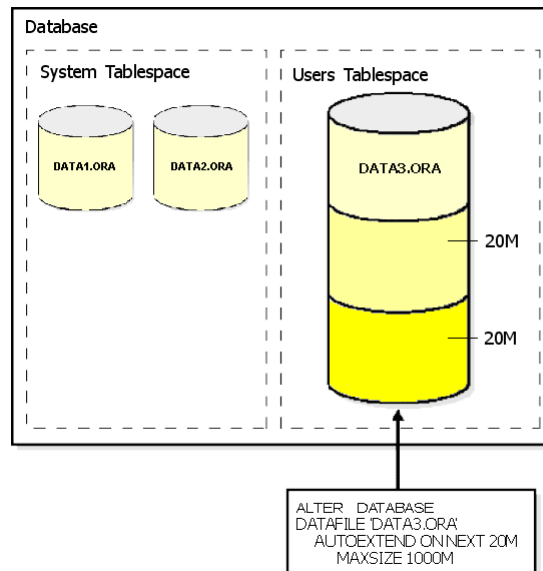 Database
System Tablespace
Users Tablespace
DATA1.ORA
DATA2.ORA
DATA3.ORA
20M
20M
ALTER DATABASE
DATAFILE 'DATA3.ORA'
AUTOEXTEND ON NEXT 20M
MAXSIZE 1000M